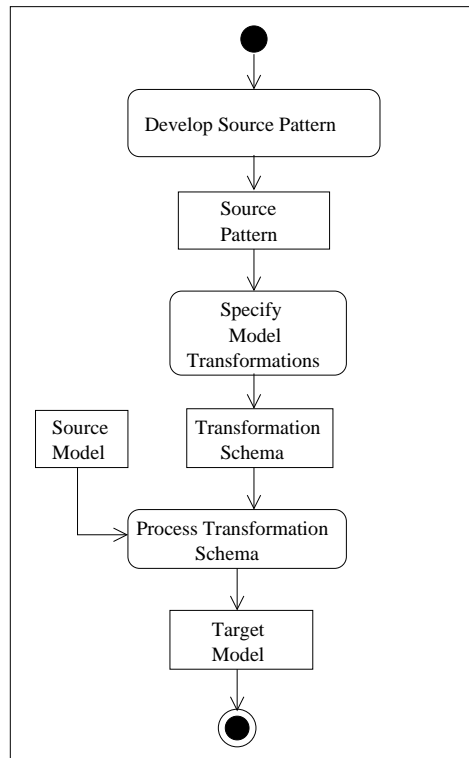 Develop Source Pattern
Source
Pattern
Specify
Model
Transformations
Source
Model
Transformation
Schema
Process Transformation
Schema
Target
Model